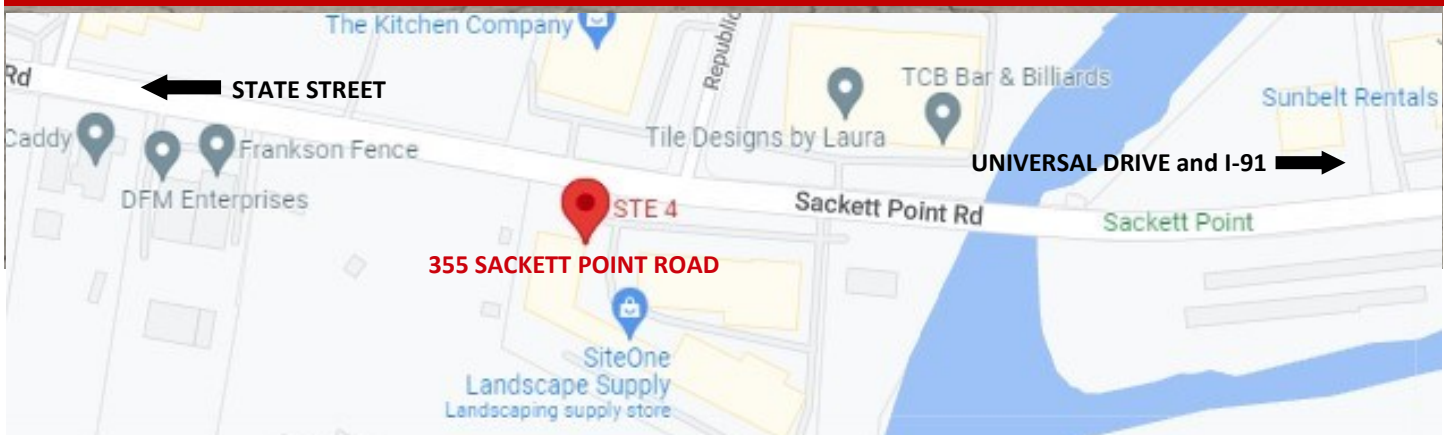 The Kitchen Company
Republic
Rd
STATE STREET
TCB Bar & Billiards
Sunbelt Rentals
Caddy
Frankson Fence
Tile Designs by Laura
UNIVERSAL DRIVE and I-91
DFM Enterprises
STE 4
Sackett Point Rd
Sackett Point
355 SACKETT POINT ROAD
SiteOne
Landscape Supply
Landscaping supply store